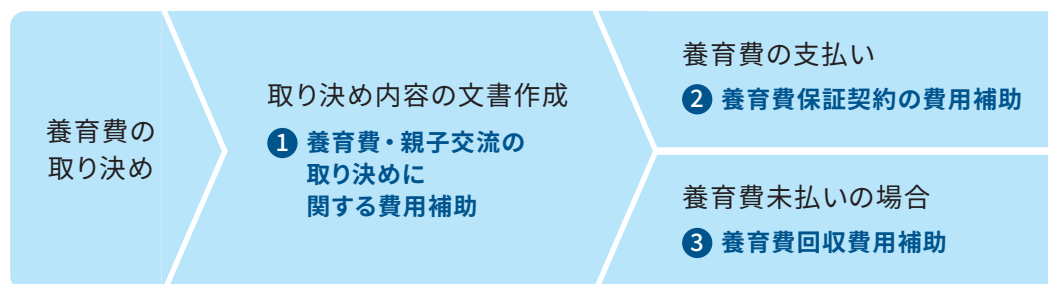 養育費の
取り決め
取り決め内容の文書作成
1 養育費・親子交流の
取り決めに
関する費用補助
養育費の支払い
2 養育費保証契約の費用補助
養育費未払いの場合
3 養育費回収費用補助